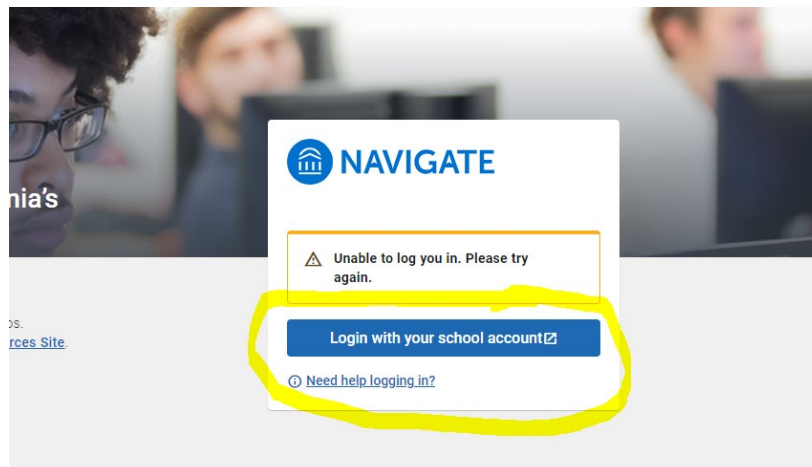 NAVIGATE
nia's
Unable to log you in. Please try
again.
os.
rces Site.
Login with your school account
Need help logging in?